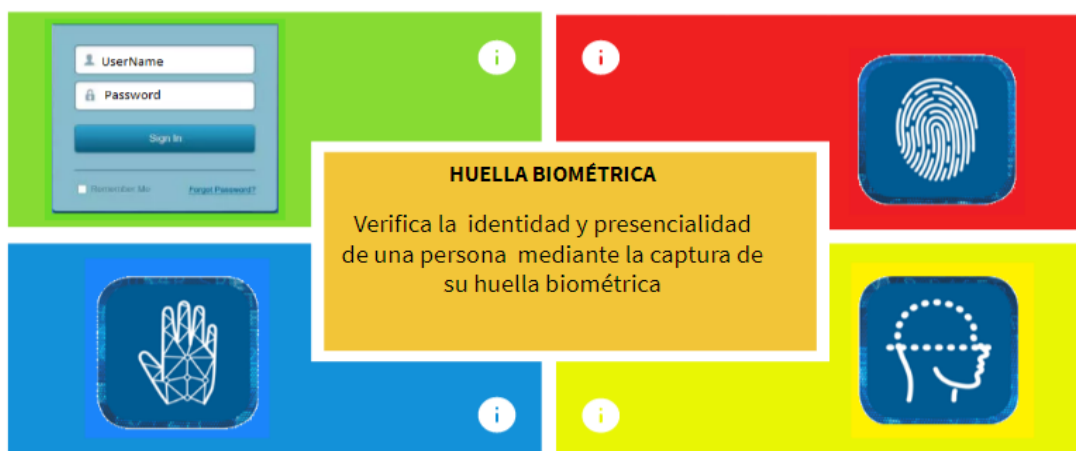 UserName
Password
Sign In
Remember Me
Forgot Password?
i
i
HUELLA BIOMÉTRICA
Verifica la identidad y presencialidad
de una persona mediante la captura de
su huella biométrica
i
i